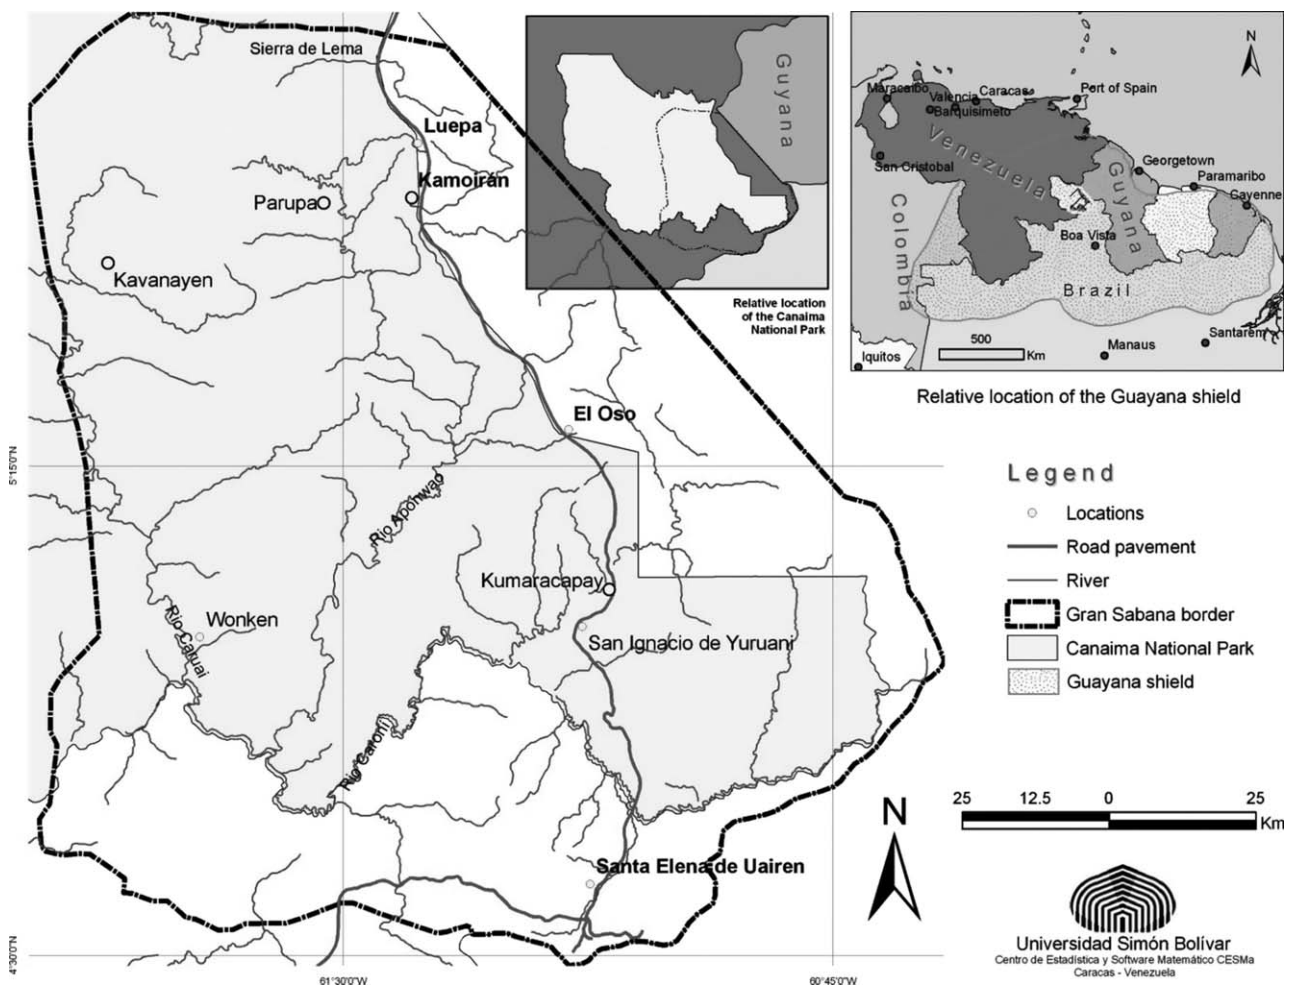 Sierra de Lema
Luepa
Kamoirán
Parupa
Kavanayen
El Oso
Rio Aponwao
Kumaracapay
Wonken
Rio Caruai
San Ignacio de Yuruani
Rio Caroni
Santa Elena de Uairen
5°15'0"N
4°30'0"N
61°30'0"W
60°45'0"W
Guyana
Relative location
of the Canaima
National Park
N
Maracaibo
Valencia
Caracas
Port of Spain
Barquisimeto
Venezuela
San Cristobal
Georgetown
Paramaribo
Cayenne
Guyana
Colombia
Boa Vista
Brazil
500
Km
Manaus
Santarem
Iquitos
Relative location of the Guayana shield
Legend
Locations
Road pavement
River
Gran Sabana border
Canaima National Park
Guayana shield
25 12.5 0 25
Km
N
Universidad Simón Bolívar
Centro de Estadística y Software Matemático CESMa
Caracas - Venezuela